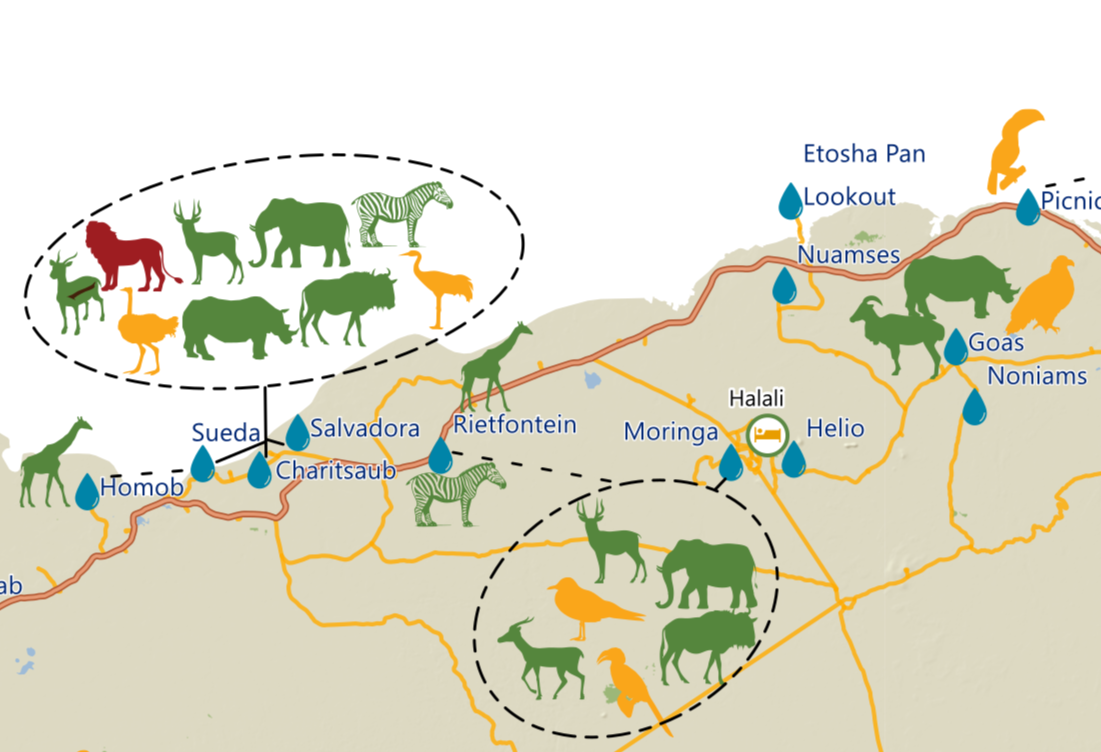 Etosha Pan
Lookout
Picnic
Nuamses
Goas
Noniams
Halali
Moringa
Helio
Rietfontein
Salvadora
Sueda
Charitsaub
Homob
ab